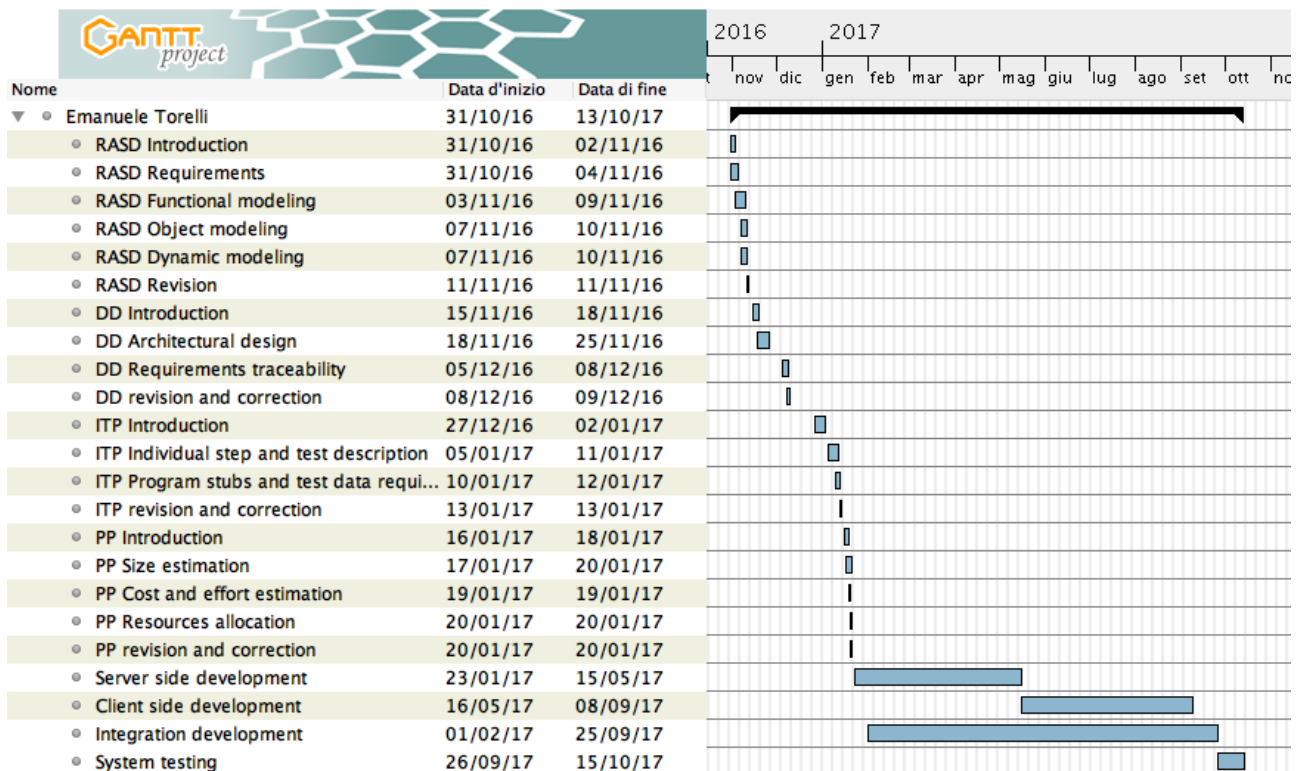 GANTT
project
2016 2017
t nov dic gen feb mar apr mag giu lug ago set ott no
Nome Data d'inizio Data di fine
Emanuele Torelli 31/10/16 13/10/17
RASD Introduction 31/10/16 02/11/16
RASD Requirements 31/10/16 04/11/16
RASD Functional modeling 03/11/16 09/11/16
RASD Object modeling 07/11/16 10/11/16
RASD Dynamic modeling 07/11/16 10/11/16
RASD Revision 11/11/16 11/11/16
DD Introduction 15/11/16 18/11/16
DD Architectural design 18/11/16 25/11/16
DD Requirements traceability 05/12/16 08/12/16
DD revision and correction 08/12/16 09/12/16
ITP Introduction 27/12/16 02/01/17
ITP Individual step and test description 05/01/17 11/01/17
ITP Program stubs and test data requi... 10/01/17 12/01/17
ITP revision and correction 13/01/17 13/01/17
PP Introduction 16/01/17 18/01/17
PP Size estimation 17/01/17 20/01/17
PP Cost and effort estimation 19/01/17 19/01/17
PP Resources allocation 20/01/17 20/01/17
PP revision and correction 20/01/17 20/01/17
Server side development 23/01/17 15/05/17
Client side development 16/05/17 08/09/17
Integration development 01/02/17 25/09/17
System testing 26/09/17 15/10/17